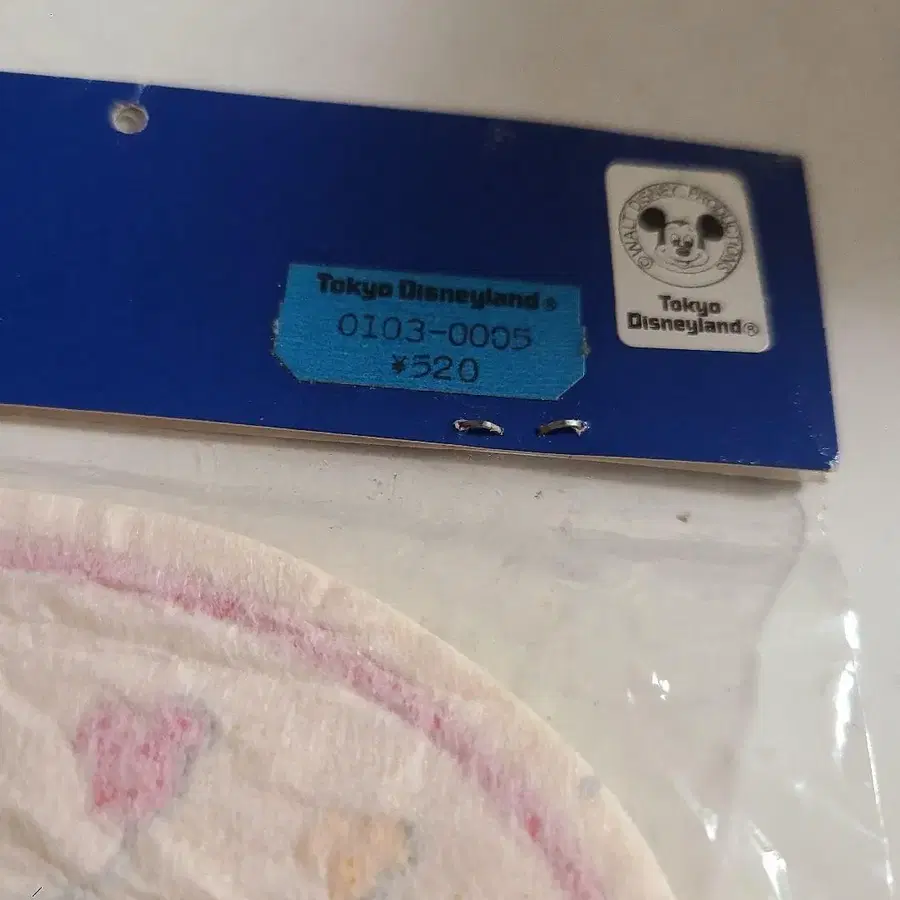 Tokyo Disneyland®
0103-0005
¥520
© WALT DISNEY PRODUCTIONS
Tokyo
Disneyland®